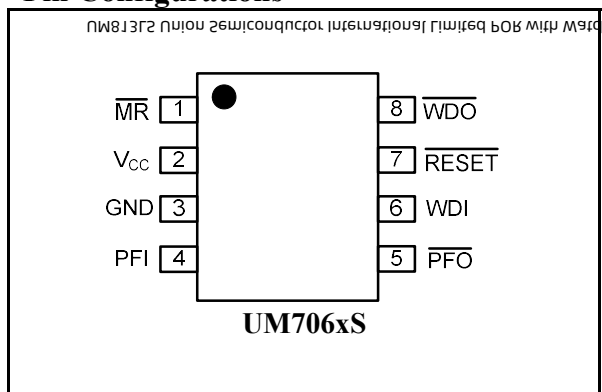 Pin Configurations
UM813LS Union Semiconductor International Limited POR with
MR 1
8 WDO
VCC 2
7 RESET
GND 3
6 WDI
PFI 4
5 PFO
UM706xS